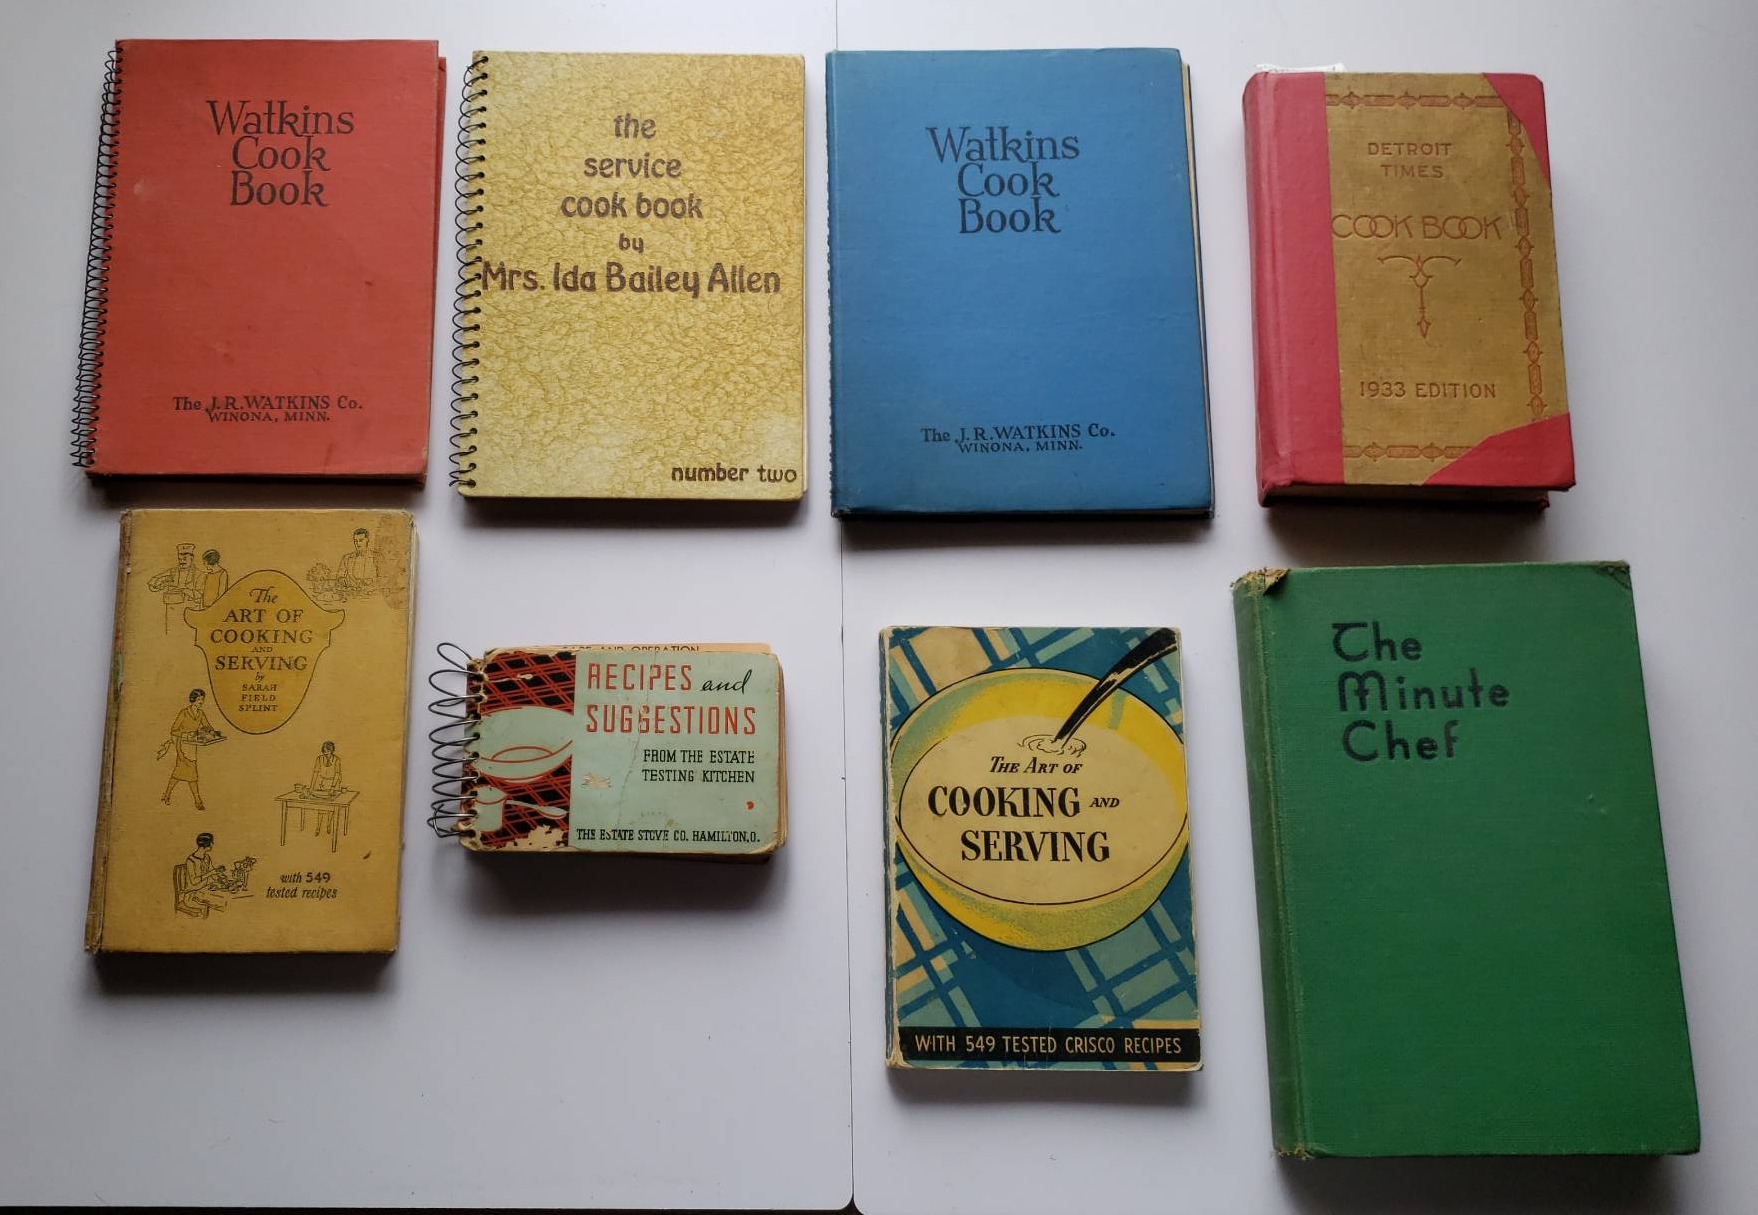 Watkins
Cook
Book
The J.R. WATKINS Co.
WINONA, MINN.
the
service
cook book
by
Mrs. Ida Bailey Allen
number two
Watkins
Cook
Book
The J.R. WATKINS Co.
WINONA, MINN.
DETROIT
TIMES
COOK BOOK
1933 EDITION
The
ART OF
COOKING
AND
SERVING
by
SARAH
FIELD
SPLINT
with 549
tested recipes
AND OPERATION
RECIPES and
SUGGESTIONS
FROM THE ESTATE
TESTING KITCHEN
THE ESTATE STOVE CO. HAMILTON, O.
THE ART OF
COOKING AND
SERVING
WITH 549 TESTED CRISCO RECIPES
The
Minute
Chef